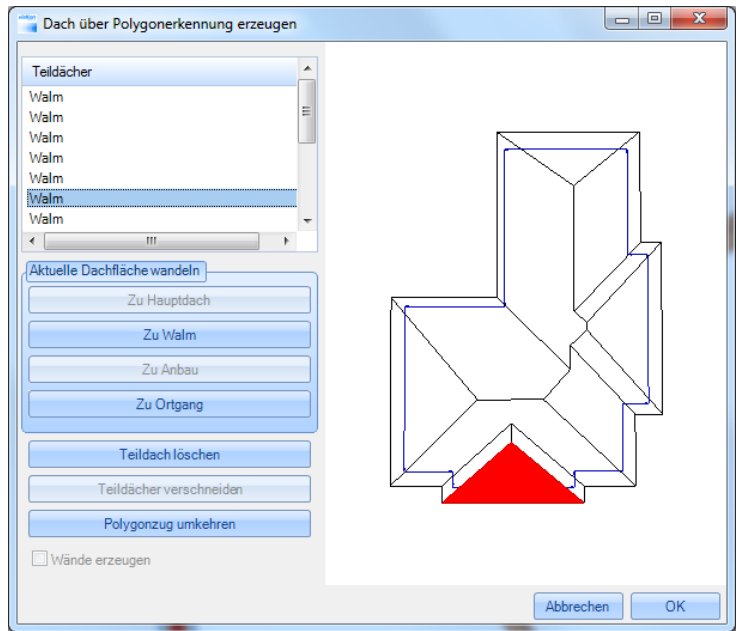 Dach über Polygonerkennung erzeugen
Teildächer
Walm
Walm
Walm
Walm
Walm
Walm
Walm
Aktuelle Dachfläche wandeln
Zu Hauptdach
Zu Walm
Zu Anbau
Zu Ortgang
Teildach löschen
Teildächer verschneiden
Polygonzug umkehren
Wände erzeugen
Abbrechen
OK